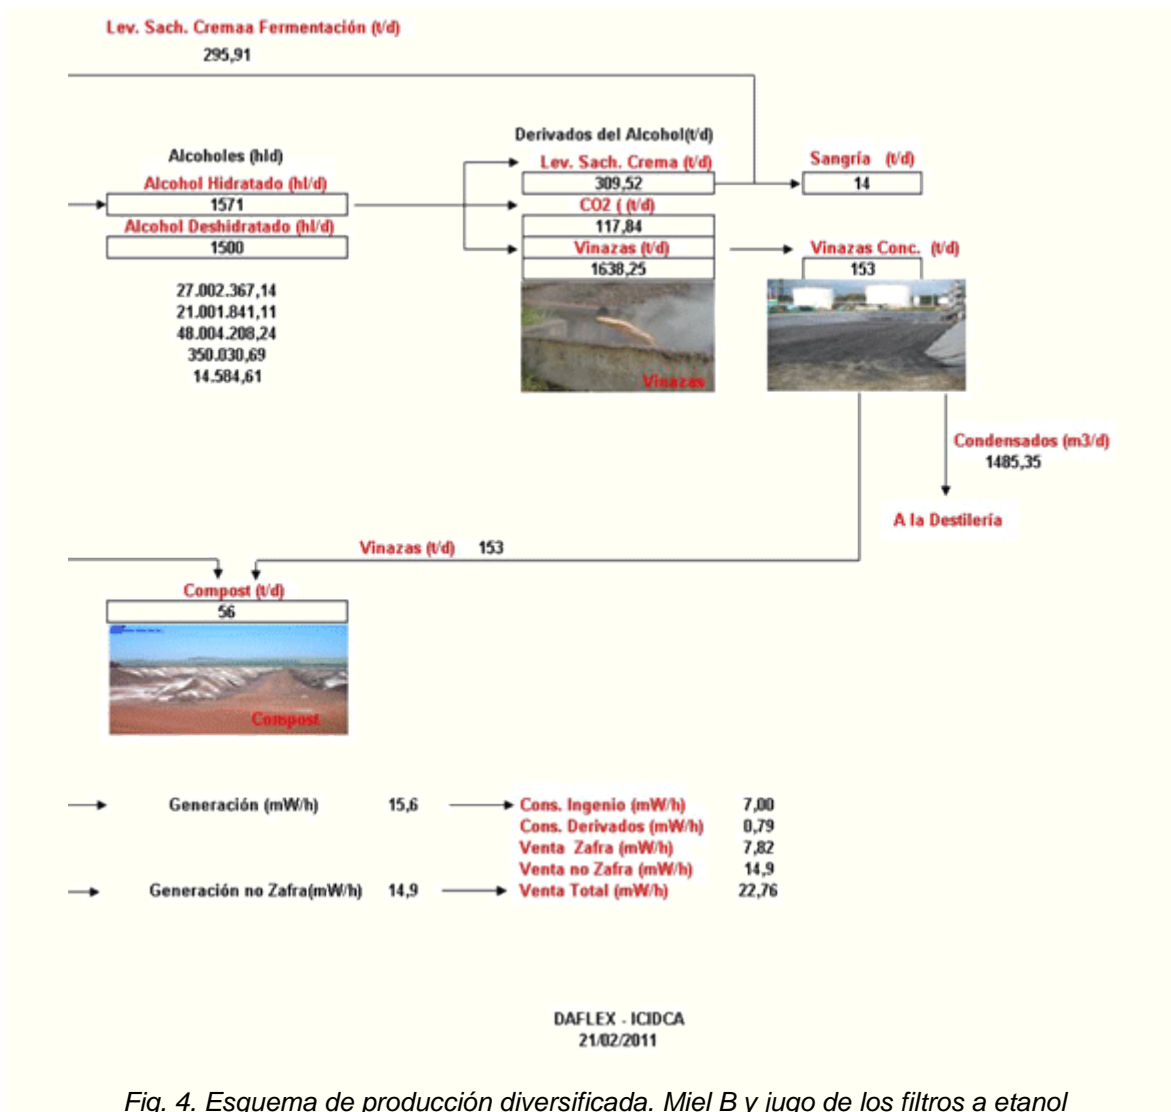 Lev. Sach. Cremaa Fermentación (t/d)
295,91
Alcoholes (hld)
Alcohol Hidratado (hl/d)
1571
Alcohol Deshidratado (hl/d)
1500
27.002.367,14
21.001.841,11
48.004.208,24
350.030,69
14.584,61
Derivados del Alcohol(t/d)
Lev. Sach. Crema (t/d)
309,52
CO2 ( (t/d)
117,84
Vinazas (t/d)
1638,25
Vinazas
Sangría (t/d)
14
Vinazas Conc. (t/d)
153
Condensados (m3/d)
1485,35
A la Destilería
Vinazas (t/d) 153
Compost (t/d)
56
Compost
Generación (mW/h) 15,6 Cons. Ingenio (mW/h) 7,00
Cons. Derivados (mW/h) 0,79
Venta Zafra (mW/h) 7,82
Venta no Zafra (mW/h) 14,9
Generación no Zafra(mW/h) 14,9 Venta Total (mW/h) 22,76
DAFLEX - ICIDCA
21/02/2011
Fig. 4. Esquema de producción diversificada. Miel B y jugo de los filtros a etanol